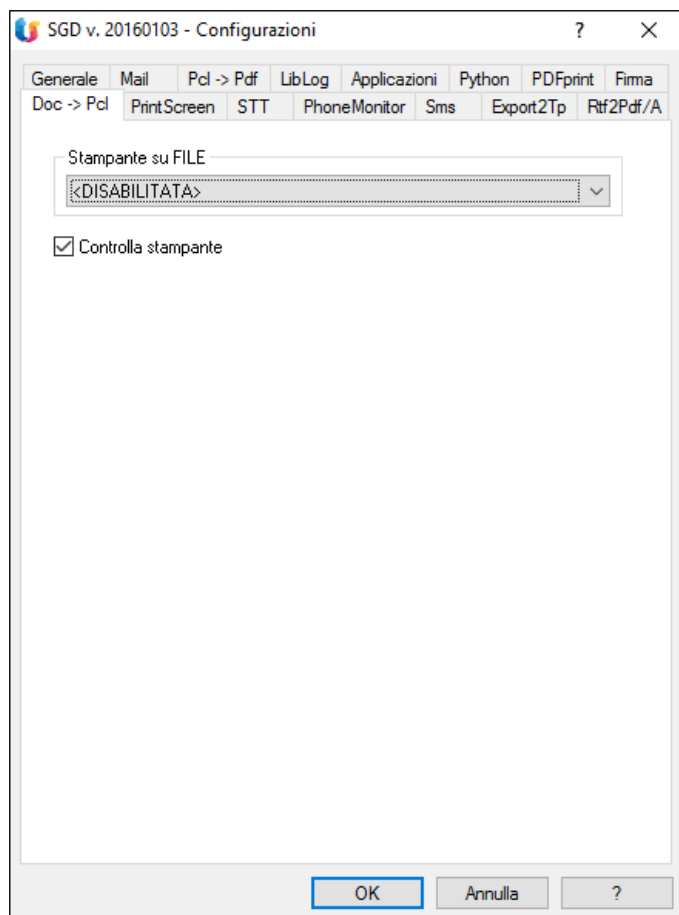 SGD v. 20160103 - Configurazioni ? ×
Generale Mail Pcl -> Pdf LibLog Applicazioni Python PDFprint Firma
Doc -> Pcl PrintScreen STT PhoneMonitor Sms Export2Tp Rtf2Pdf/A
Stampante su FILE
<DISABILITATA>
Controlla stampante
OK Annulla ?